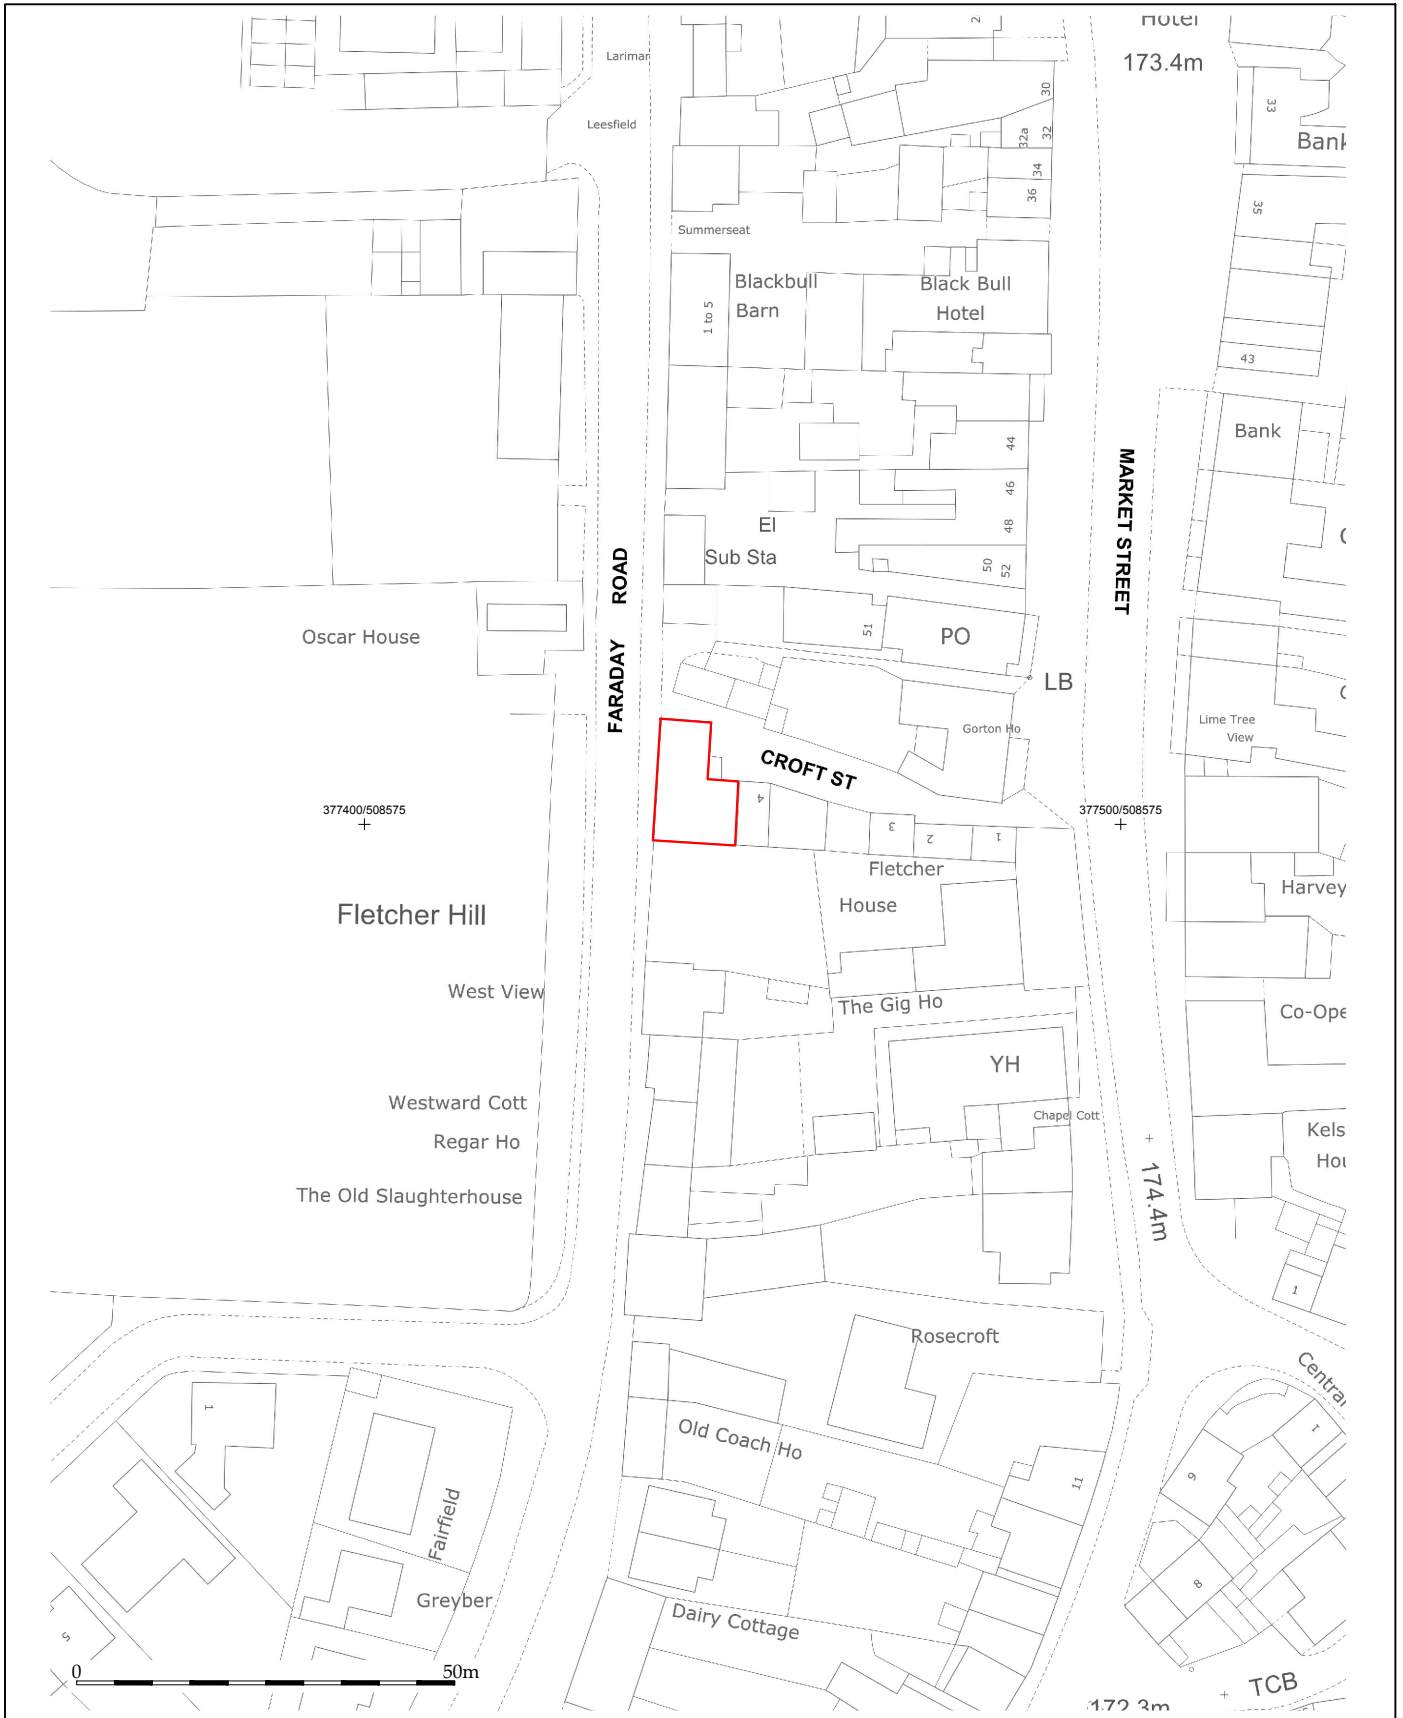 Hotel
173.4m
2
Larimar
Leesfield
30
32
32a
34
36
33
Bank
35
Summerseat
Blackbull
Barn
1 to 5
Black Bull
Hotel
43
Bank
44
46
48
50
52
MARKET STREET
El
Sub Sta
FARADAY ROAD
Oscar House
51
PO
LB
Gorton Ho
Lime Tree
View
CROFT ST
4
3
2
1
377400/508575
377500/508575
Fletcher
House
Harvey
Fletcher Hill
West View
The Gig Ho
Co-Ope
YH
Westward Cott
Chapel Cott
Regar Ho
Kels
Hou
The Old Slaughterhouse
174.4m
1
Rosecroft
Central
1
Old Coach Ho
1
11
9
Fairfield
8
Greyber
Dairy Cottage
5
0
50m
TCB
172.3m